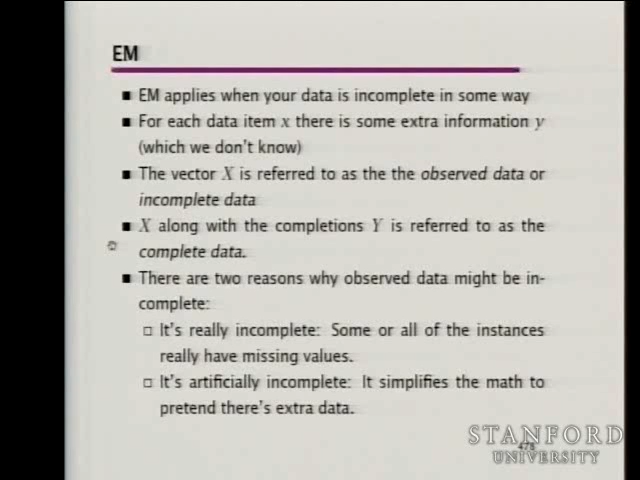 EM
■ EM applies when your data is incomplete in some way
■ For each data item x there is some extra information y
(which we don't know)
■ The vector X is referred to as the the observed data or
incomplete data
■ X along with the completions Y is referred to as the
complete data.
■ There are two reasons why observed data might be in-
complete:
□ It's really incomplete: Some or all of the instances
really have missing values.
□ It's artificially incomplete: It simplifies the math to
pretend there's extra data.
STANFORD
UNIVERSITY